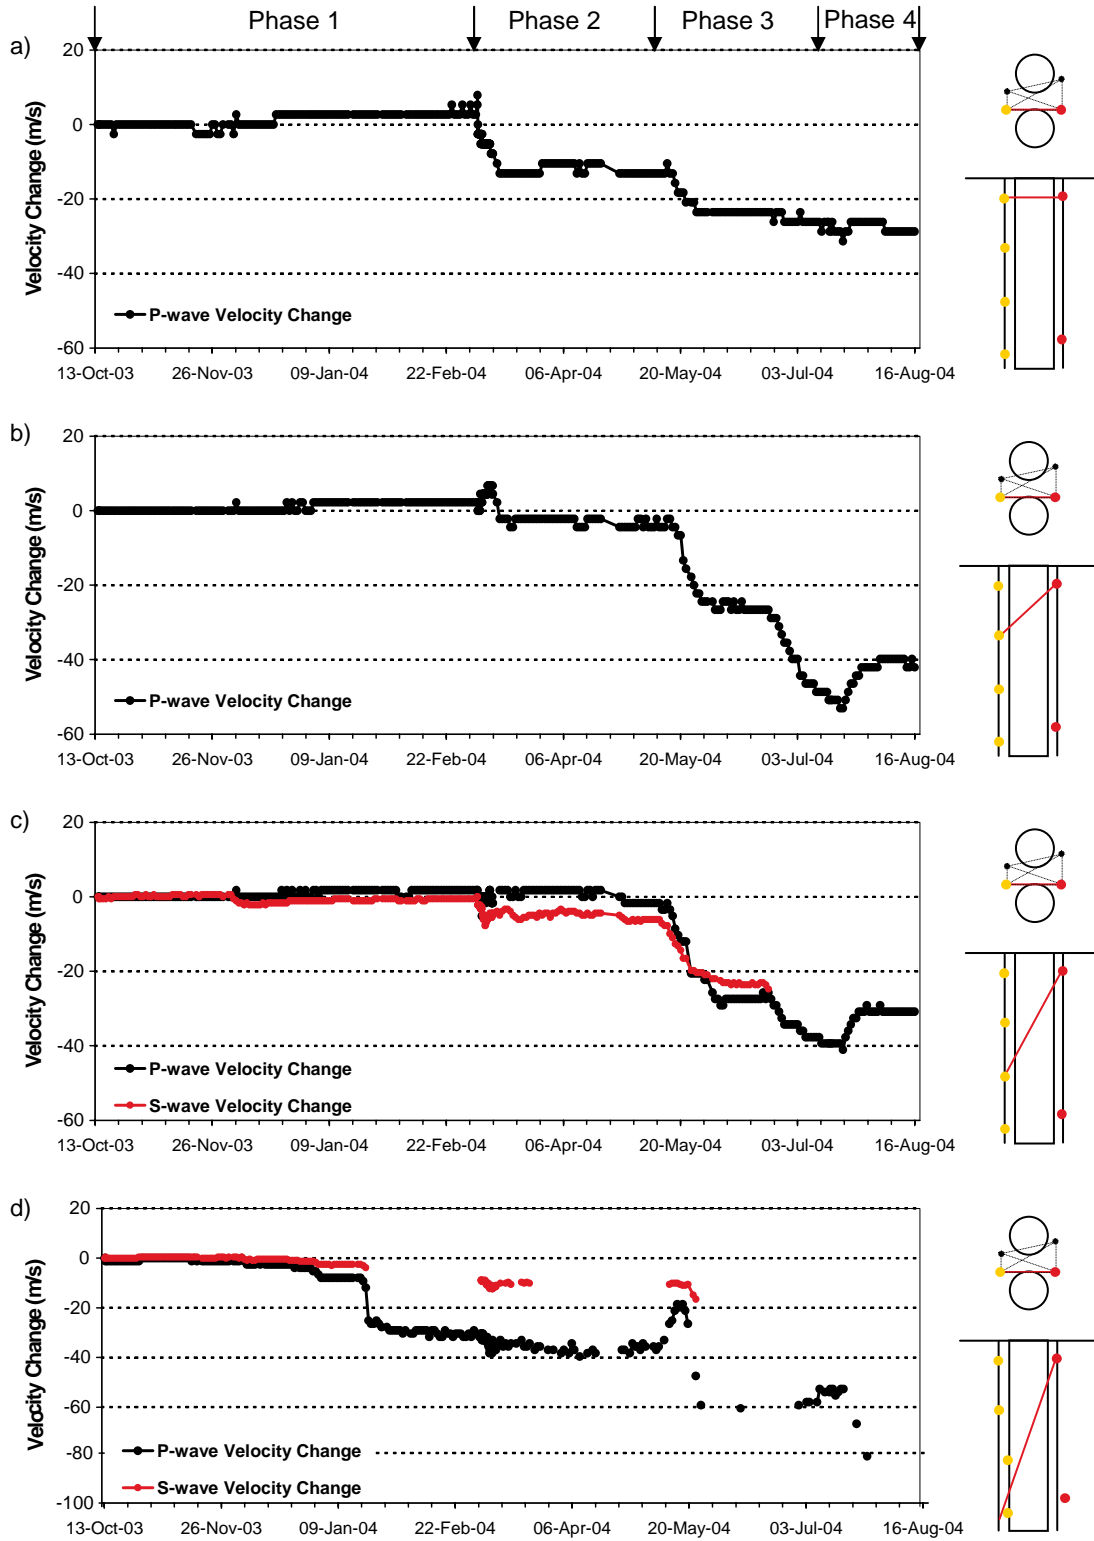 Phase 1 Phase 2 Phase 3 Phase 4
a)
20
0
-20
-40
-60
Velocity Change (m/s)
P-wave Velocity Change
13-Oct-03 26-Nov-03 09-Jan-04 22-Feb-04 06-Apr-04 20-May-04 03-Jul-04 16-Aug-04
b)
20
0
-20
-40
-60
Velocity Change (m/s)
P-wave Velocity Change
13-Oct-03 26-Nov-03 09-Jan-04 22-Feb-04 06-Apr-04 20-May-04 03-Jul-04 16-Aug-04
c)
20
0
-20
-40
-60
Velocity Change (m/s)
P-wave Velocity Change
S-wave Velocity Change
13-Oct-03 26-Nov-03 09-Jan-04 22-Feb-04 06-Apr-04 20-May-04 03-Jul-04 16-Aug-04
d)
20
0
-20
-40
-60
-80
-100
Velocity Change (m/s)
P-wave Velocity Change
S-wave Velocity Change
13-Oct-03 26-Nov-03 09-Jan-04 22-Feb-04 06-Apr-04 20-May-04 03-Jul-04 16-Aug-04